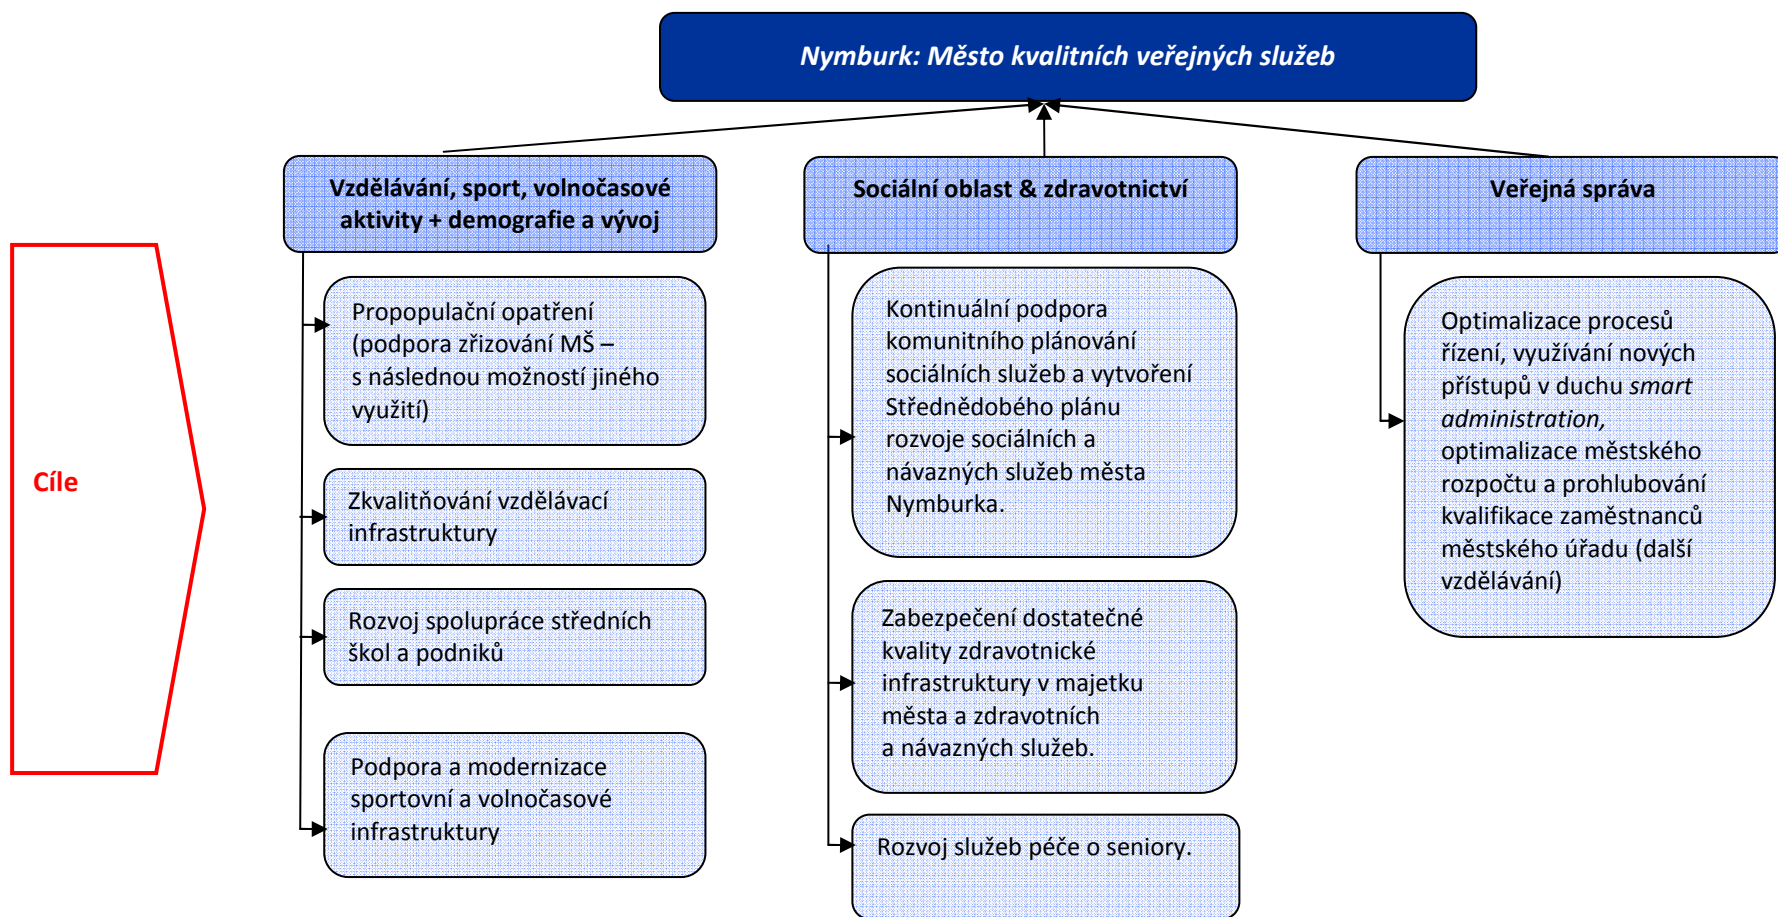 Nymburk: Město kvalitních veřejných služeb
Vzdělávání, sport, volnočasové
aktivity + demografie a vývoj
Sociální oblast & zdravotnictví
Veřejná správa
Cíle
Propopulační opatření
(podpora zřizování MŠ –
s následnou možností jiného
využití)
Zkvalitňování vzdělávací
infrastruktury
Rozvoj spolupráce středních
škol a podniků
Podpora a modernizace
sportovní a volnočasové
infrastruktury
Kontinuální podpora
komunitního plánování
sociálních služeb a vytvoření
Střednědobého plánu
rozvoje sociálních a
návazných služeb města
Nymburka.
Zabezpečení dostatečné
kvality zdravotnické
infrastruktury v majetku
města a zdravotních
a návazných služeb.
Rozvoj služeb péče o seniory.
Optimalizace procesů
řízení, využívání nových
přístupů v duchu smart
administration,
optimalizace městského
rozpočtu a prohlubování
kvalifikace zaměstnanců
městského úřadu (další
vzdělávání)